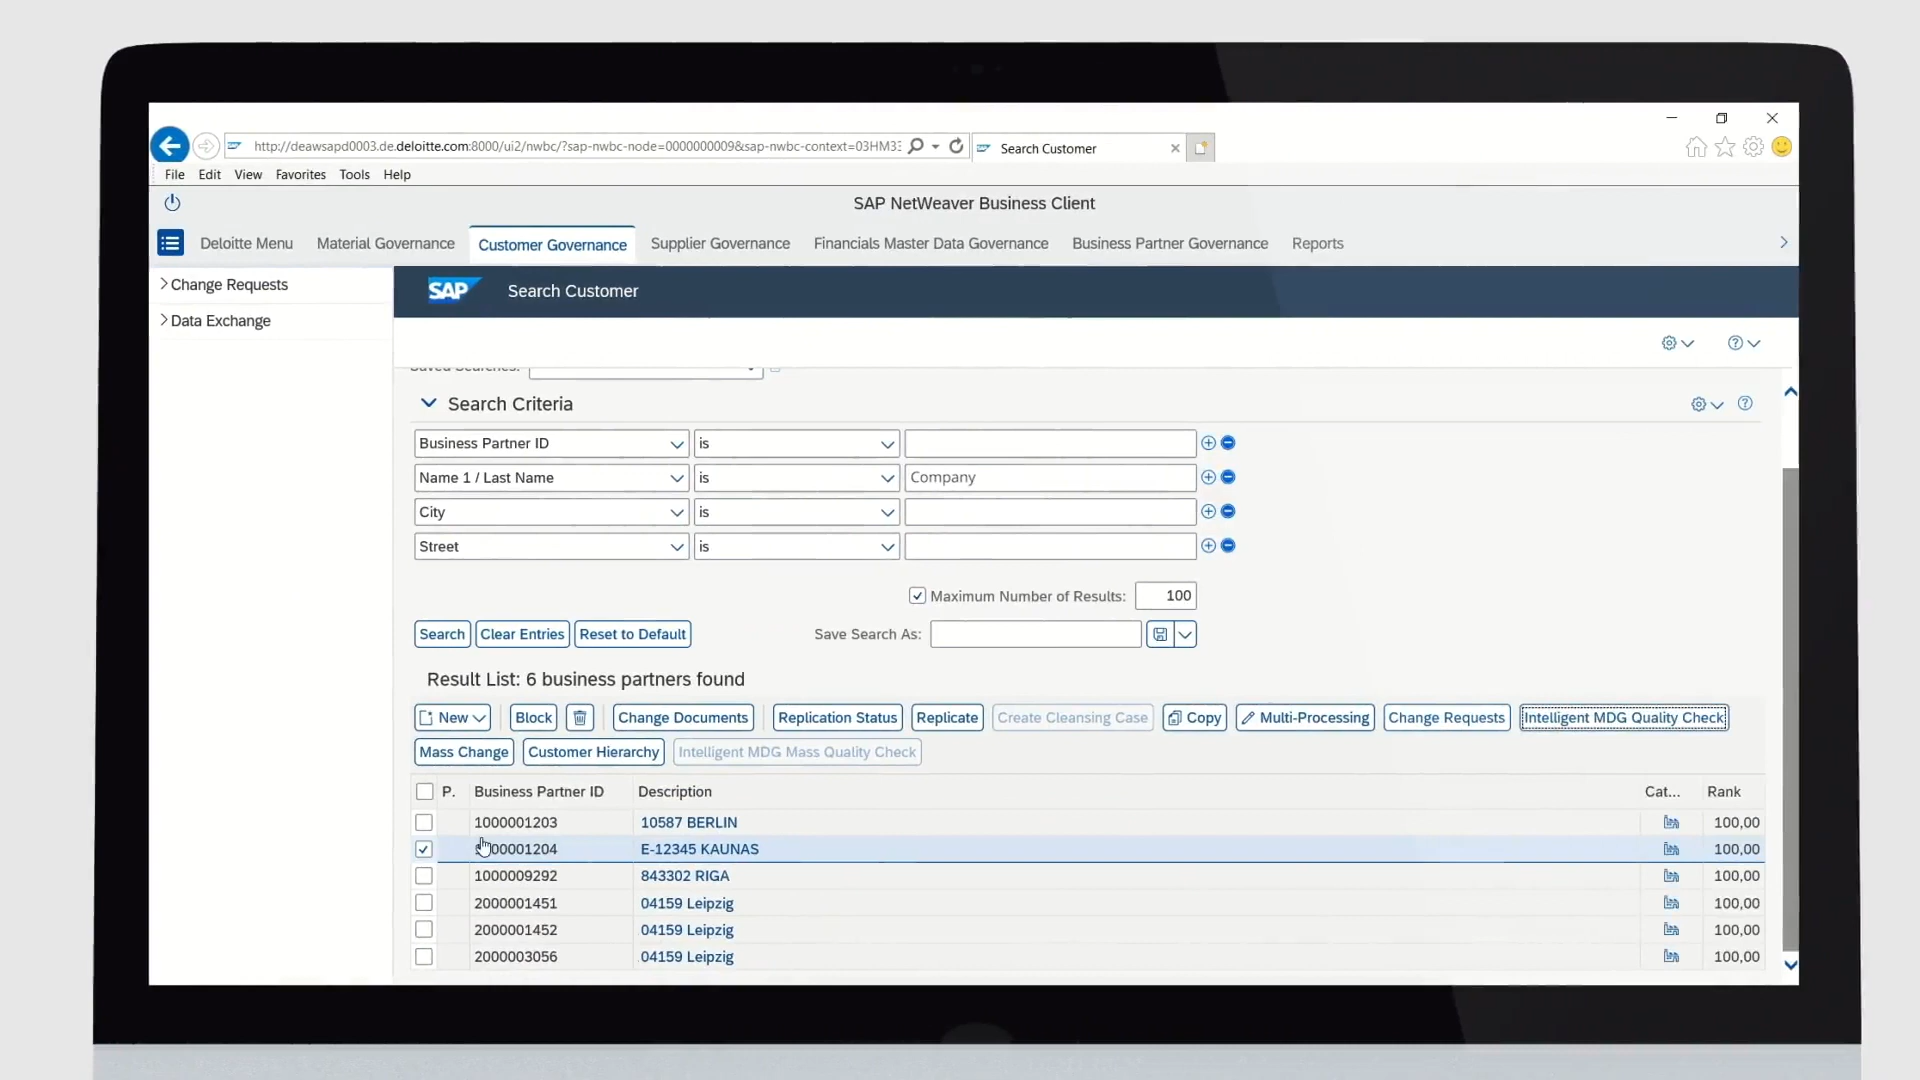 http://deawsapd0003.de.deloitte.com:8000/ui2/nwbc/?sap-nwbc-node=0000000009&sap-nwbc-context=03HM33
Search Customer
File Edit View Favorites Tools Help
SAP NetWeaver Business Client
Deloitte Menu Material Governance Customer Governance Supplier Governance Financials Master Data Governance Business Partner Governance Reports
Change Requests
SAP Search Customer
Data Exchange
Saved Searches:
Search Criteria
Business Partner ID is
Name 1 / Last Name is Company
City is
Street is
Maximum Number of Results: 100
Search Clear Entries Reset to Default Save Search As:
Result List: 6 business partners found
New Block Change Documents Replication Status Replicate Create Cleansing Case Copy Multi-Processing Change Requests Intelligent MDG Quality Check
Mass Change Customer Hierarchy Intelligent MDG Mass Quality Check
P. Business Partner ID Description Cat... Rank
1000001203 10587 BERLIN 100,00
000001204 E-12345 KAUNAS 100,00
1000009292 843302 RIGA 100,00
2000001451 04159 Leipzig 100,00
2000001452 04159 Leipzig 100,00
2000003056 04159 Leipzig 100,00